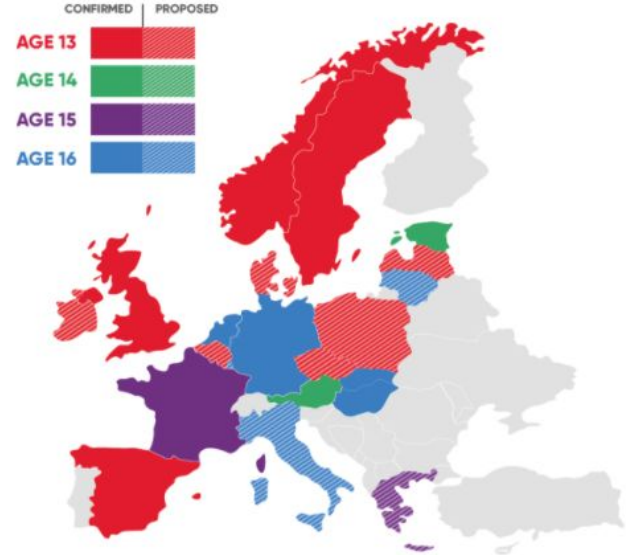 CONFIRMED | PROPOSED
AGE 13
AGE 14
AGE 15
AGE 16